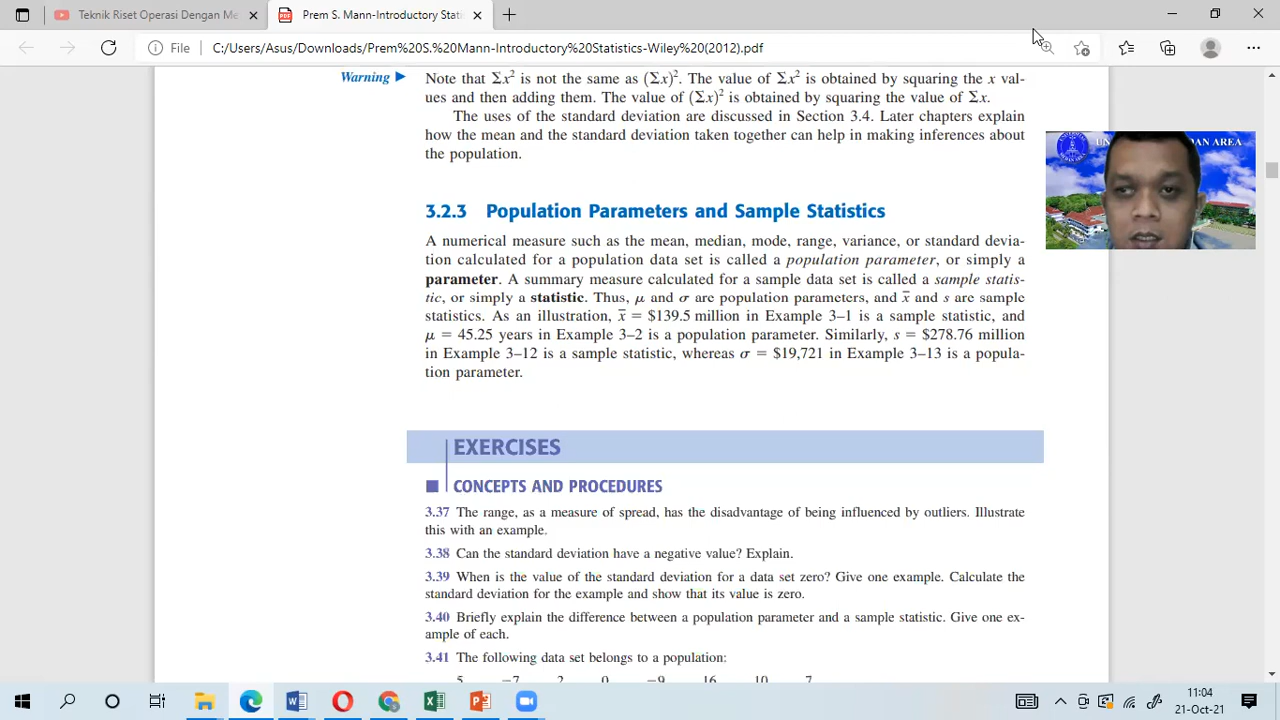 Teknik Riset Operasi Dengan Me
Prem S. Mann-Introductory Stat
File
C:/Users/Asus/Downloads/Prem%20S.%20Mann-Introductory%20Statistics-Wiley%20(2012).pdf
Warning ▶ Note that Σx² is not the same as (Σx)². The value of Σx² is obtained by squaring the x val-
ues and then adding them. The value of (Σx)² is obtained by squaring the value of Σx.
The uses of the standard deviation are discussed in Section 3.4. Later chapters explain
how the mean and the standard deviation taken together can help in making inferences about
the population.
3.2.3 Population Parameters and Sample Statistics
A numerical measure such as the mean, median, mode, range, variance, or standard devia-
tion calculated for a population data set is called a population parameter, or simply a
parameter. A summary measure calculated for a sample data set is called a sample statis-
tic, or simply a statistic. Thus, μ and σ are population parameters, and x̄ and s are sample
statistics. As an illustration, x̄ = $139.5 million in Example 3–1 is a sample statistic, and
μ = 45.25 years in Example 3–2 is a population parameter. Similarly, s = $278.76 million
in Example 3–12 is a sample statistic, whereas σ = $19,721 in Example 3–13 is a popula-
tion parameter.
EXERCISES
■ CONCEPTS AND PROCEDURES
3.37 The range, as a measure of spread, has the disadvantage of being influenced by outliers. Illustrate
this with an example.
3.38 Can the standard deviation have a negative value? Explain.
3.39 When is the value of the standard deviation for a data set zero? Give one example. Calculate the
standard deviation for the example and show that its value is zero.
3.40 Briefly explain the difference between a population parameter and a sample statistic. Give one ex-
ample of each.
3.41 The following data set belongs to a population:
5 −7 2 0 −9 16 10 7
11:04
21-Oct-21